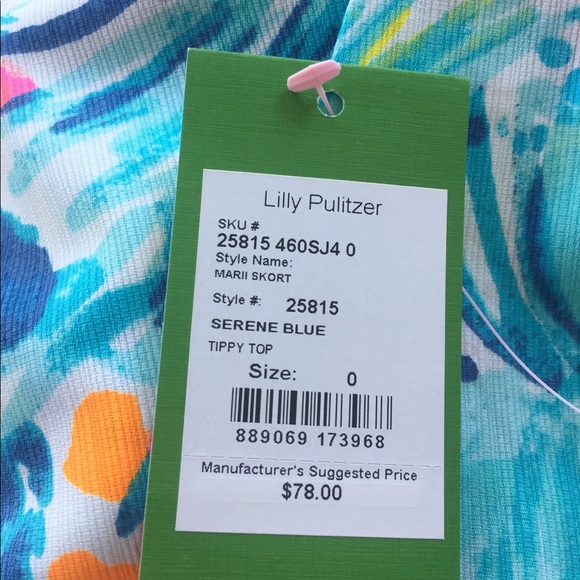 Lilly Pulitzer
SKU #
25815 460SJ4 0
Style Name:
MARII SKORT
Style #: 25815
SERENE BLUE
TIPPY TOP
Size: 0
889069 173968
Manufacturer's Suggested Price
$78.00